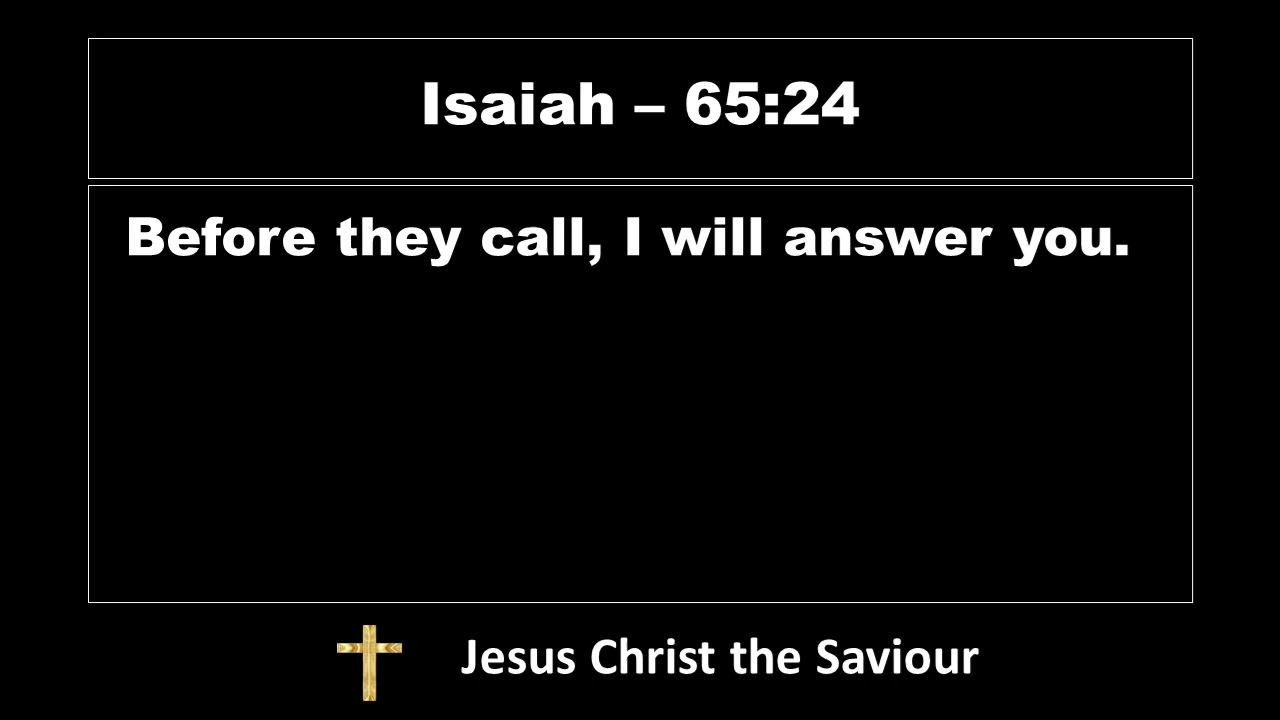 Isaiah – 65:24
Before they call, I will answer you.
Jesus Christ the Saviour